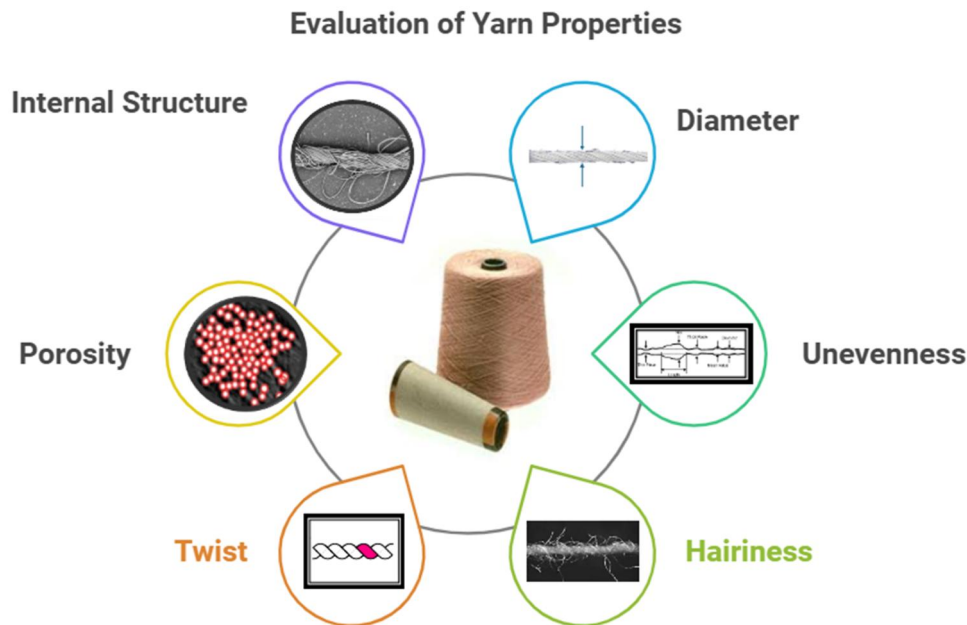 Evaluation of Yarn Properties
Internal Structure
Diameter
Porosity
Unevenness
Twist
Hairiness